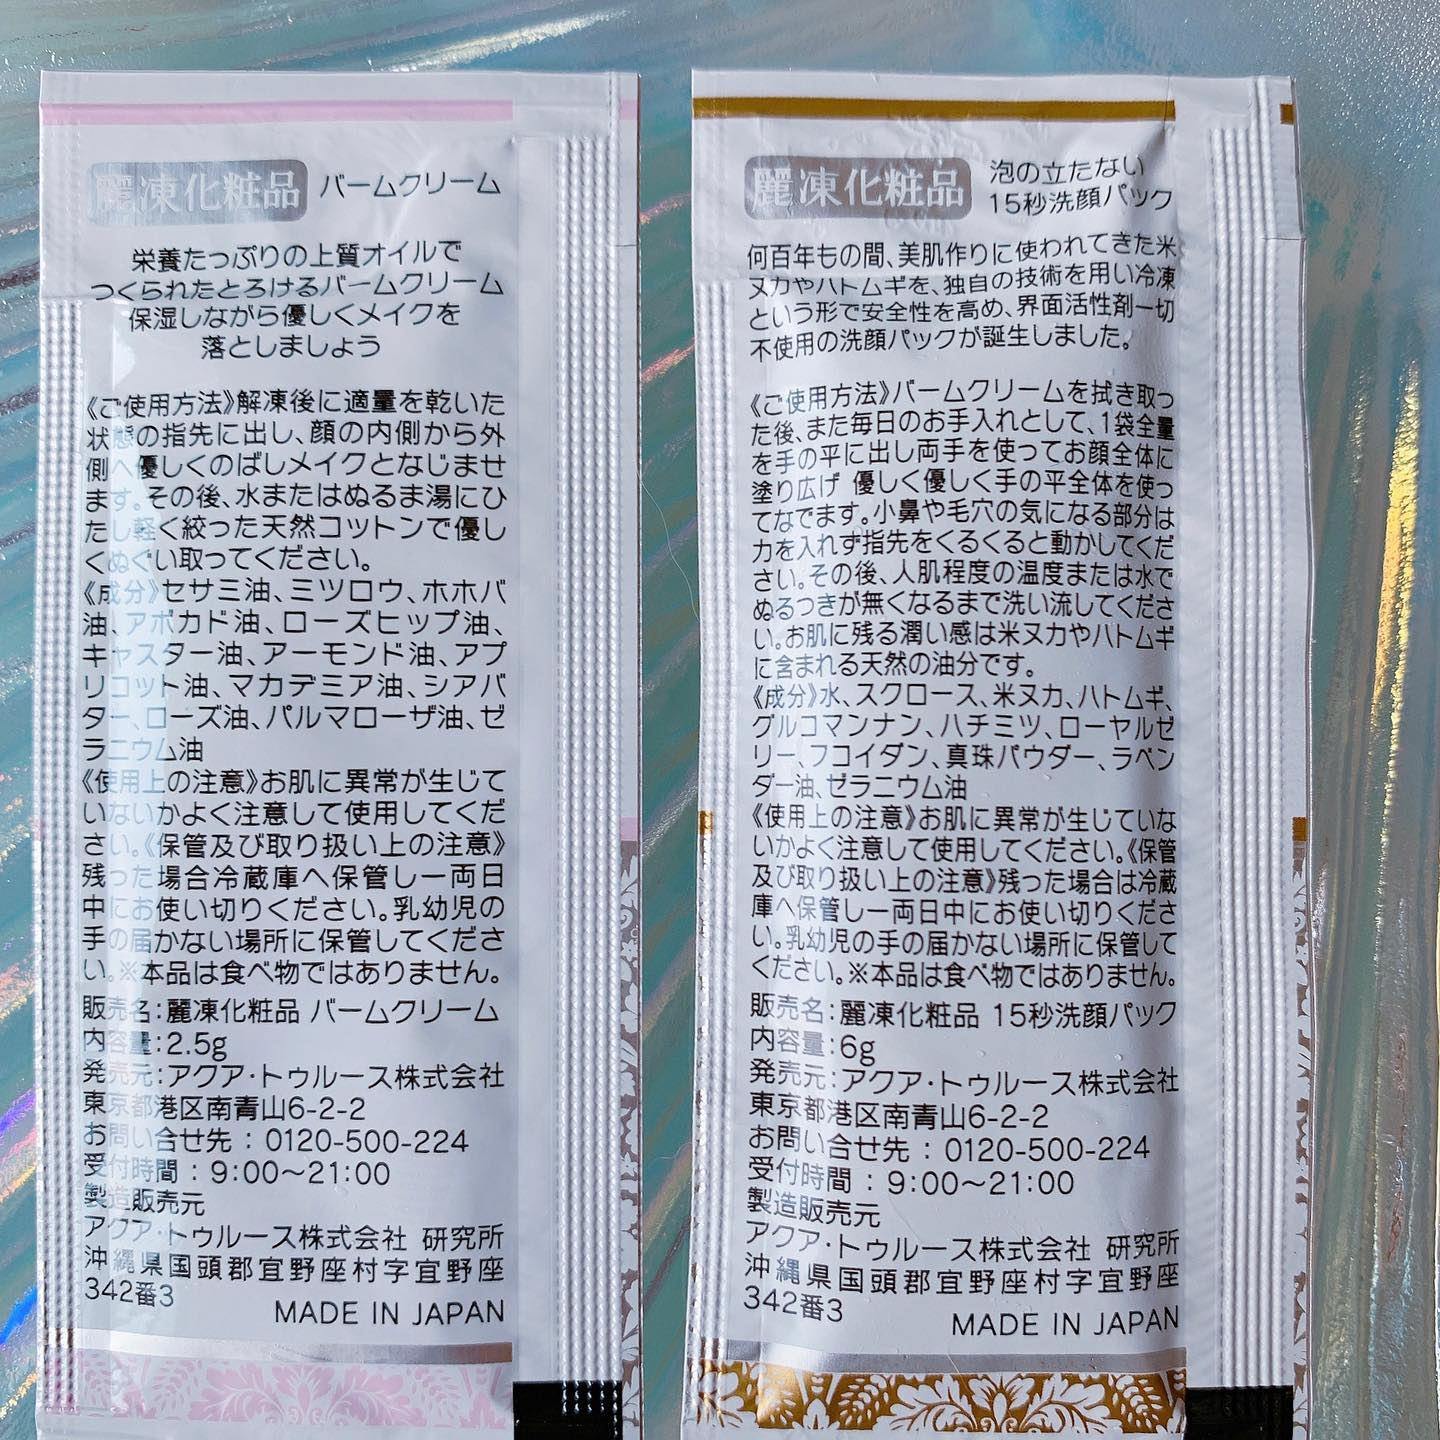 麗凍化粧品 バームクリーム
栄養たっぷりの上質オイルで
つくられたとろけるバームクリーム
保湿しながら優しくメイクを
落としましょう
《ご使用方法》解凍後に適量を乾いた
状態の指先に出し、顔の内側から外
側へ優しくのばしメイクとなじませ
ます。その後、水またはぬるま湯にひ
たし軽く絞った天然コットンで優し
くぬぐい取ってください。
《成分》セサミ油、ミツロウ、ホホバ
油、アボカド油、ローズヒップ油、
キャスター油、アーモンド油、アプ
リコット油、マカデミア油、シアバ
ター、ローズ油、パルマローザ油、ゼ
ラニウム油
《使用上の注意》お肌に異常が生じて
いないかよく注意して使用してくだ
さい。《保管及び取り扱い上の注意》
残った場合冷蔵庫へ保管し一両日
中にお使い切りください。乳幼児の
手の届かない場所に保管してくださ
い。※本品は食べ物ではありません。
販売名:麗凍化粧品 バームクリーム
内容量:2.5g
発売元:アクア・トゥルース株式会社
東京都港区南青山6-2-2
お問い合せ先 : 0120-500-224
受付時間 : 9:00〜21:00
製造販売元
アクア・トゥルース株式会社 研究所
沖縄県国頭郡宜野座村字宜野座
342番3
MADE IN JAPAN
麗凍化粧品 泡の立たない
15秒洗顔パック
何百年もの間、美肌作りに使われてきた米
ヌカやハトムギを、独自の技術を用い冷凍
という形で安全性を高め、界面活性剤一切
不使用の洗顔パックが誕生しました。
《ご使用方法》バームクリームを拭き取っ
た後、また毎日のお手入れとして、1袋全量
を手の平に出し両手を使ってお顔全体に
塗り広げ 優しく優しく手の平全体を使っ
てなでます。小鼻や毛穴の気になる部分は
力を入れず指先をくるくると動かしてくだ
さい。その後、人肌程度の温度または水で
ぬるつきが無くなるまで洗い流してくださ
い。お肌に残る潤い感は米ヌカやハトムギ
に含まれる天然の油分です。
《成分》水、スクロース、米ヌカ、ハトムギ、
グルコマンナン、ハチミツ、ローヤルゼ
リー、フコイダン、真珠パウダー、ラベン
ダー油、ゼラニウム油
《使用上の注意》お肌に異常が生じていな
いかよく注意して使用してください。《保管
及び取り扱い上の注意》残った場合は冷蔵
庫へ保管し一両日中にお使い切りくださ
い。乳幼児の手の届かない場所に保管して
ください。※本品は食べ物ではありません。
販売名:麗凍化粧品 15秒洗顔パック
内容量:6g
発売元:アクア・トゥルース株式会社
東京都港区南青山6-2-2
お問い合せ先 : 0120-500-224
受付時間 : 9:00〜21:00
製造販売元
アクア・トゥルース株式会社 研究所
沖縄県国頭郡宜野座村字宜野座
342番3
MADE IN JAPAN